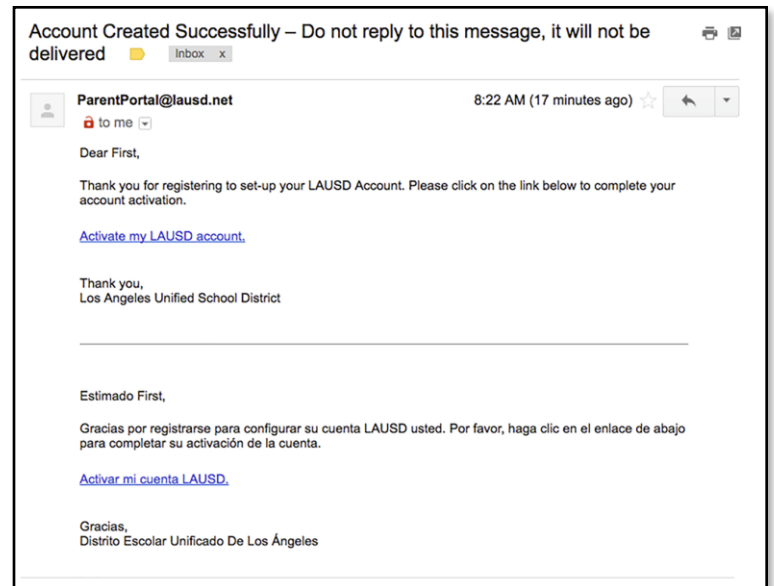 Account Created Successfully – Do not reply to this message, it will not be
delivered Inbox x
ParentPortal@lausd.net 8:22 AM (17 minutes ago)
to me
Dear First,
Thank you for registering to set-up your LAUSD Account. Please click on the link below to complete your
account activation.
Activate my LAUSD account.
Thank you,
Los Angeles Unified School District
Estimado First,
Gracias por registrarse para configurar su cuenta LAUSD usted. Por favor, haga clic en el enlace de abajo
para completar su activación de la cuenta.
Activar mi cuenta LAUSD.
Gracias,
Distrito Escolar Unificado De Los Ángeles